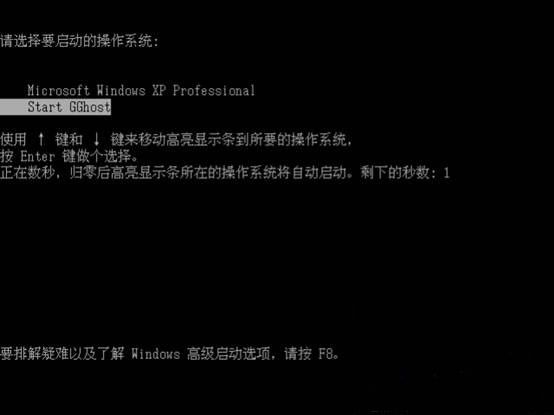 请选择要启动的操作系统:
Microsoft Windows XP Professional
Start GGhost
使用 ↑ 键和 ↓ 键来移动高亮显示条到所要的操作系统,
按 Enter 键做个选择。
正在数秒, 归零后高亮显示条所在的操作系统将自动启动。剩下的秒数: 1
要排解疑难以及了解 Windows 高级启动选项, 请按 F8。